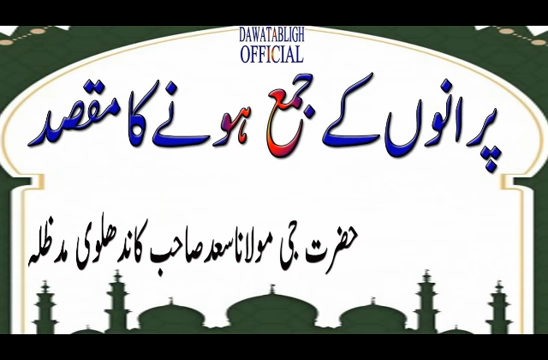 DAWATABLIGH
OFFICIAL
پرانوں کے جمع ہونے کا مقصد
حضرت جی مولانا سعد صاحب کاندھلوی مدظلہ